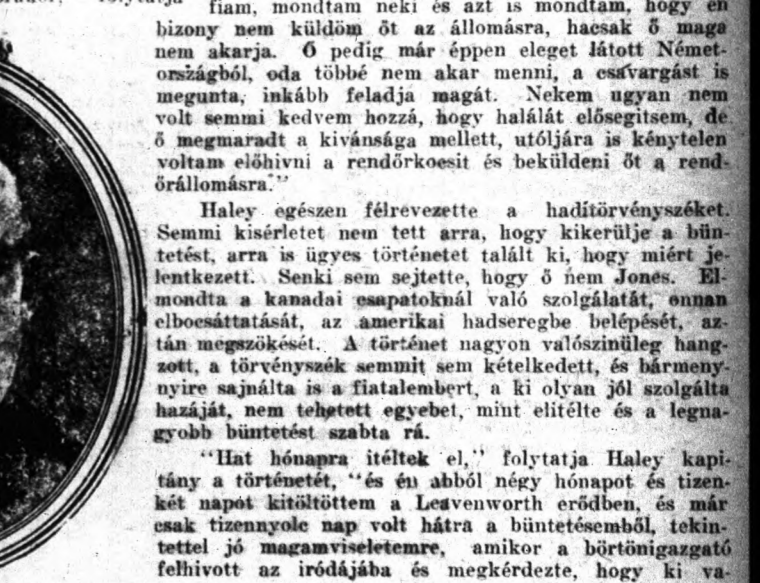 folytatja
fiam, mondtam neki és azt is mondtam, hogy én
bizony nem küldöm őt az állomásra, hacsak ő maga
nem akarja. Ő pedig már éppen eleget látott Német-
országból, oda többé nem akar menni, a csavargást is
megunta, inkább feladja magát. Nekem ugyan nem
volt semmi kedvem hozzá, hogy halálát elősegitsem, de
ő megmaradt a kivánsága mellett, utóljára is kénytelen
voltam előhivni a rendőrkocsit és beküldeni őt a rend-
őrállomásra."
Haley egészen félrevezette a haditörvényszéket.
Semmi kisérletet nem tett arra, hogy kikerülje a bün-
tetést, arra is ügyes történetet talált ki, hogy miért je-
lentkezett. Senki sem sejtette, hogy ő nem Jones. El-
mondta a kanadai csapatoknál való szolgálatát, onnan
elbocsáttatását, az amerikai hadseregbe belépését, az-
tán megszökését. A történet nagyon valószinüleg hang-
zott, a törvényszék semmit sem kételkedett, és bármeny-
nyire sajnálta is a fiatalembert, a ki olyan jól szolgálta
hazáját, nem tehetett egyebet, mint elitélte és a legna-
gyobb büntetést szabta rá.
"Hat hónapra itéltek el," folytatja Haley kapi-
tány a történetét, "és én abból négy hónapot és tizen-
két napot kitöltöttem a Leavenworth erődben, és már
csak tizennyolc nap volt hátra a büntetésemből, tekin-
tettel jó magamviseletemre, amikor a börtönigazgató
felhivott az iródájába és megkérdezte, hogy ki va-